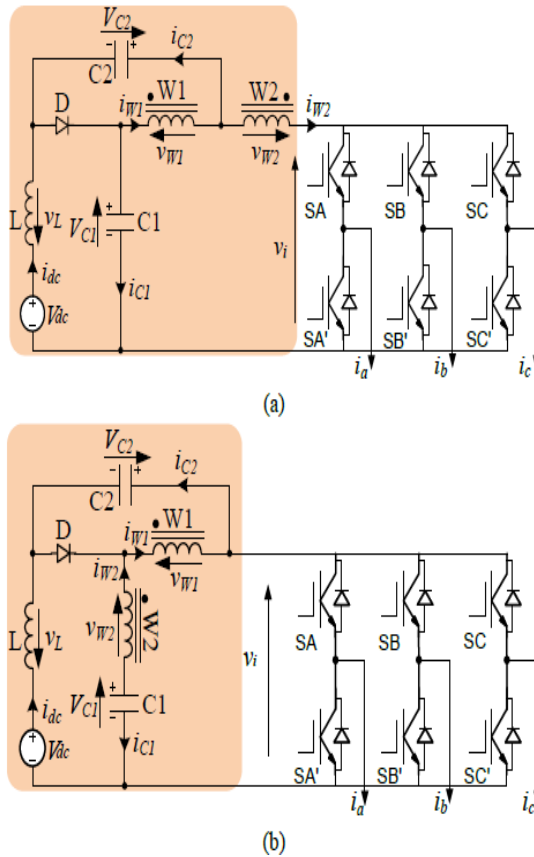 VC2
iC2
C2
- +
D
iW1
W1
W2
iW2
vW1
vW2
L
vL
VC1
+
-
C1
vi
SA
SB
SC
idc
iC1
Vdc
+
-
SA'
SB'
SC'
ia
ib
ic
(a)
VC2
iC2
- +
C2
D
iW1
W1
iW2
vW1
vW2
W2
L
vL
vi
SA
SB
SC
VC1
+
-
C1
idc
iC1
Vdc
+
-
SA'
SB'
SC'
ia
ib
ic
(b)